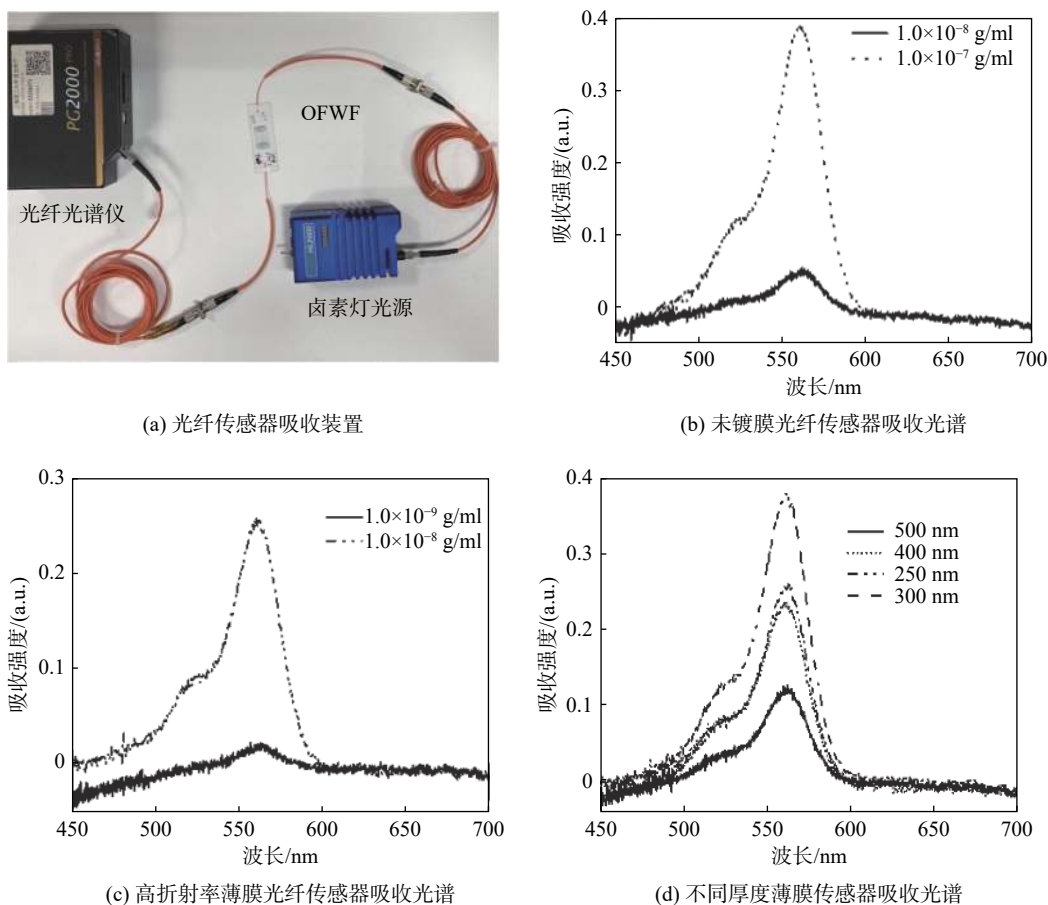 PG2000 PRO
OFWF
光纤光谱仪
卤素灯光源
(a) 光纤传感器吸收装置
0.4
0.3
0.2
0.1
0
吸收强度/(a.u.)
1.0×10⁻⁸ g/ml
1.0×10⁻⁷ g/ml
450 500 550 600 650 700
波长/nm
(b) 未镀膜光纤传感器吸收光谱
0.3
0.2
0.1
0
吸收强度/(a.u.)
1.0×10⁻⁹ g/ml
1.0×10⁻⁸ g/ml
450 500 550 600 650 700
波长/nm
(c) 高折射率薄膜光纤传感器吸收光谱
0.4
0.3
0.2
0.1
0
吸收强度/(a.u.)
500 nm
400 nm
250 nm
300 nm
450 500 550 600 650 700
波长/nm
(d) 不同厚度薄膜传感器吸收光谱